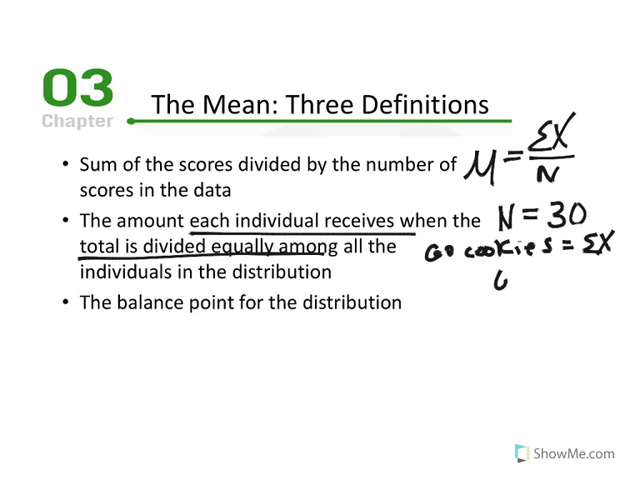 03
Chapter
The Mean: Three Definitions
• Sum of the scores divided by the number of
scores in the data
μ = ΣX
N
• The amount each individual receives when the
total is divided equally among all the
individuals in the distribution
N = 30
60 cookies = ΣX
• The balance point for the distribution
ShowMe.com